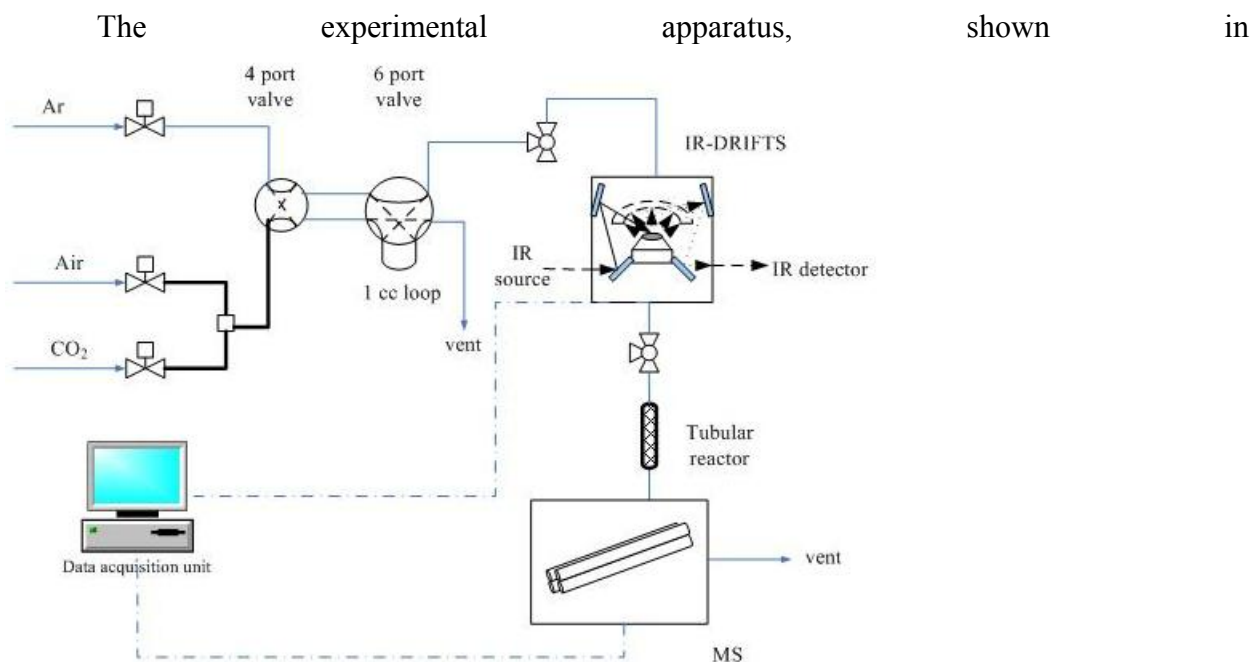 The experimental apparatus, shown in
4 port valve
6 port valve
Ar
IR-DRIFTS
Air
IR source
IR detector
1 cc loop
vent
CO₂
Tubular reactor
Data acquisition unit
vent
MS